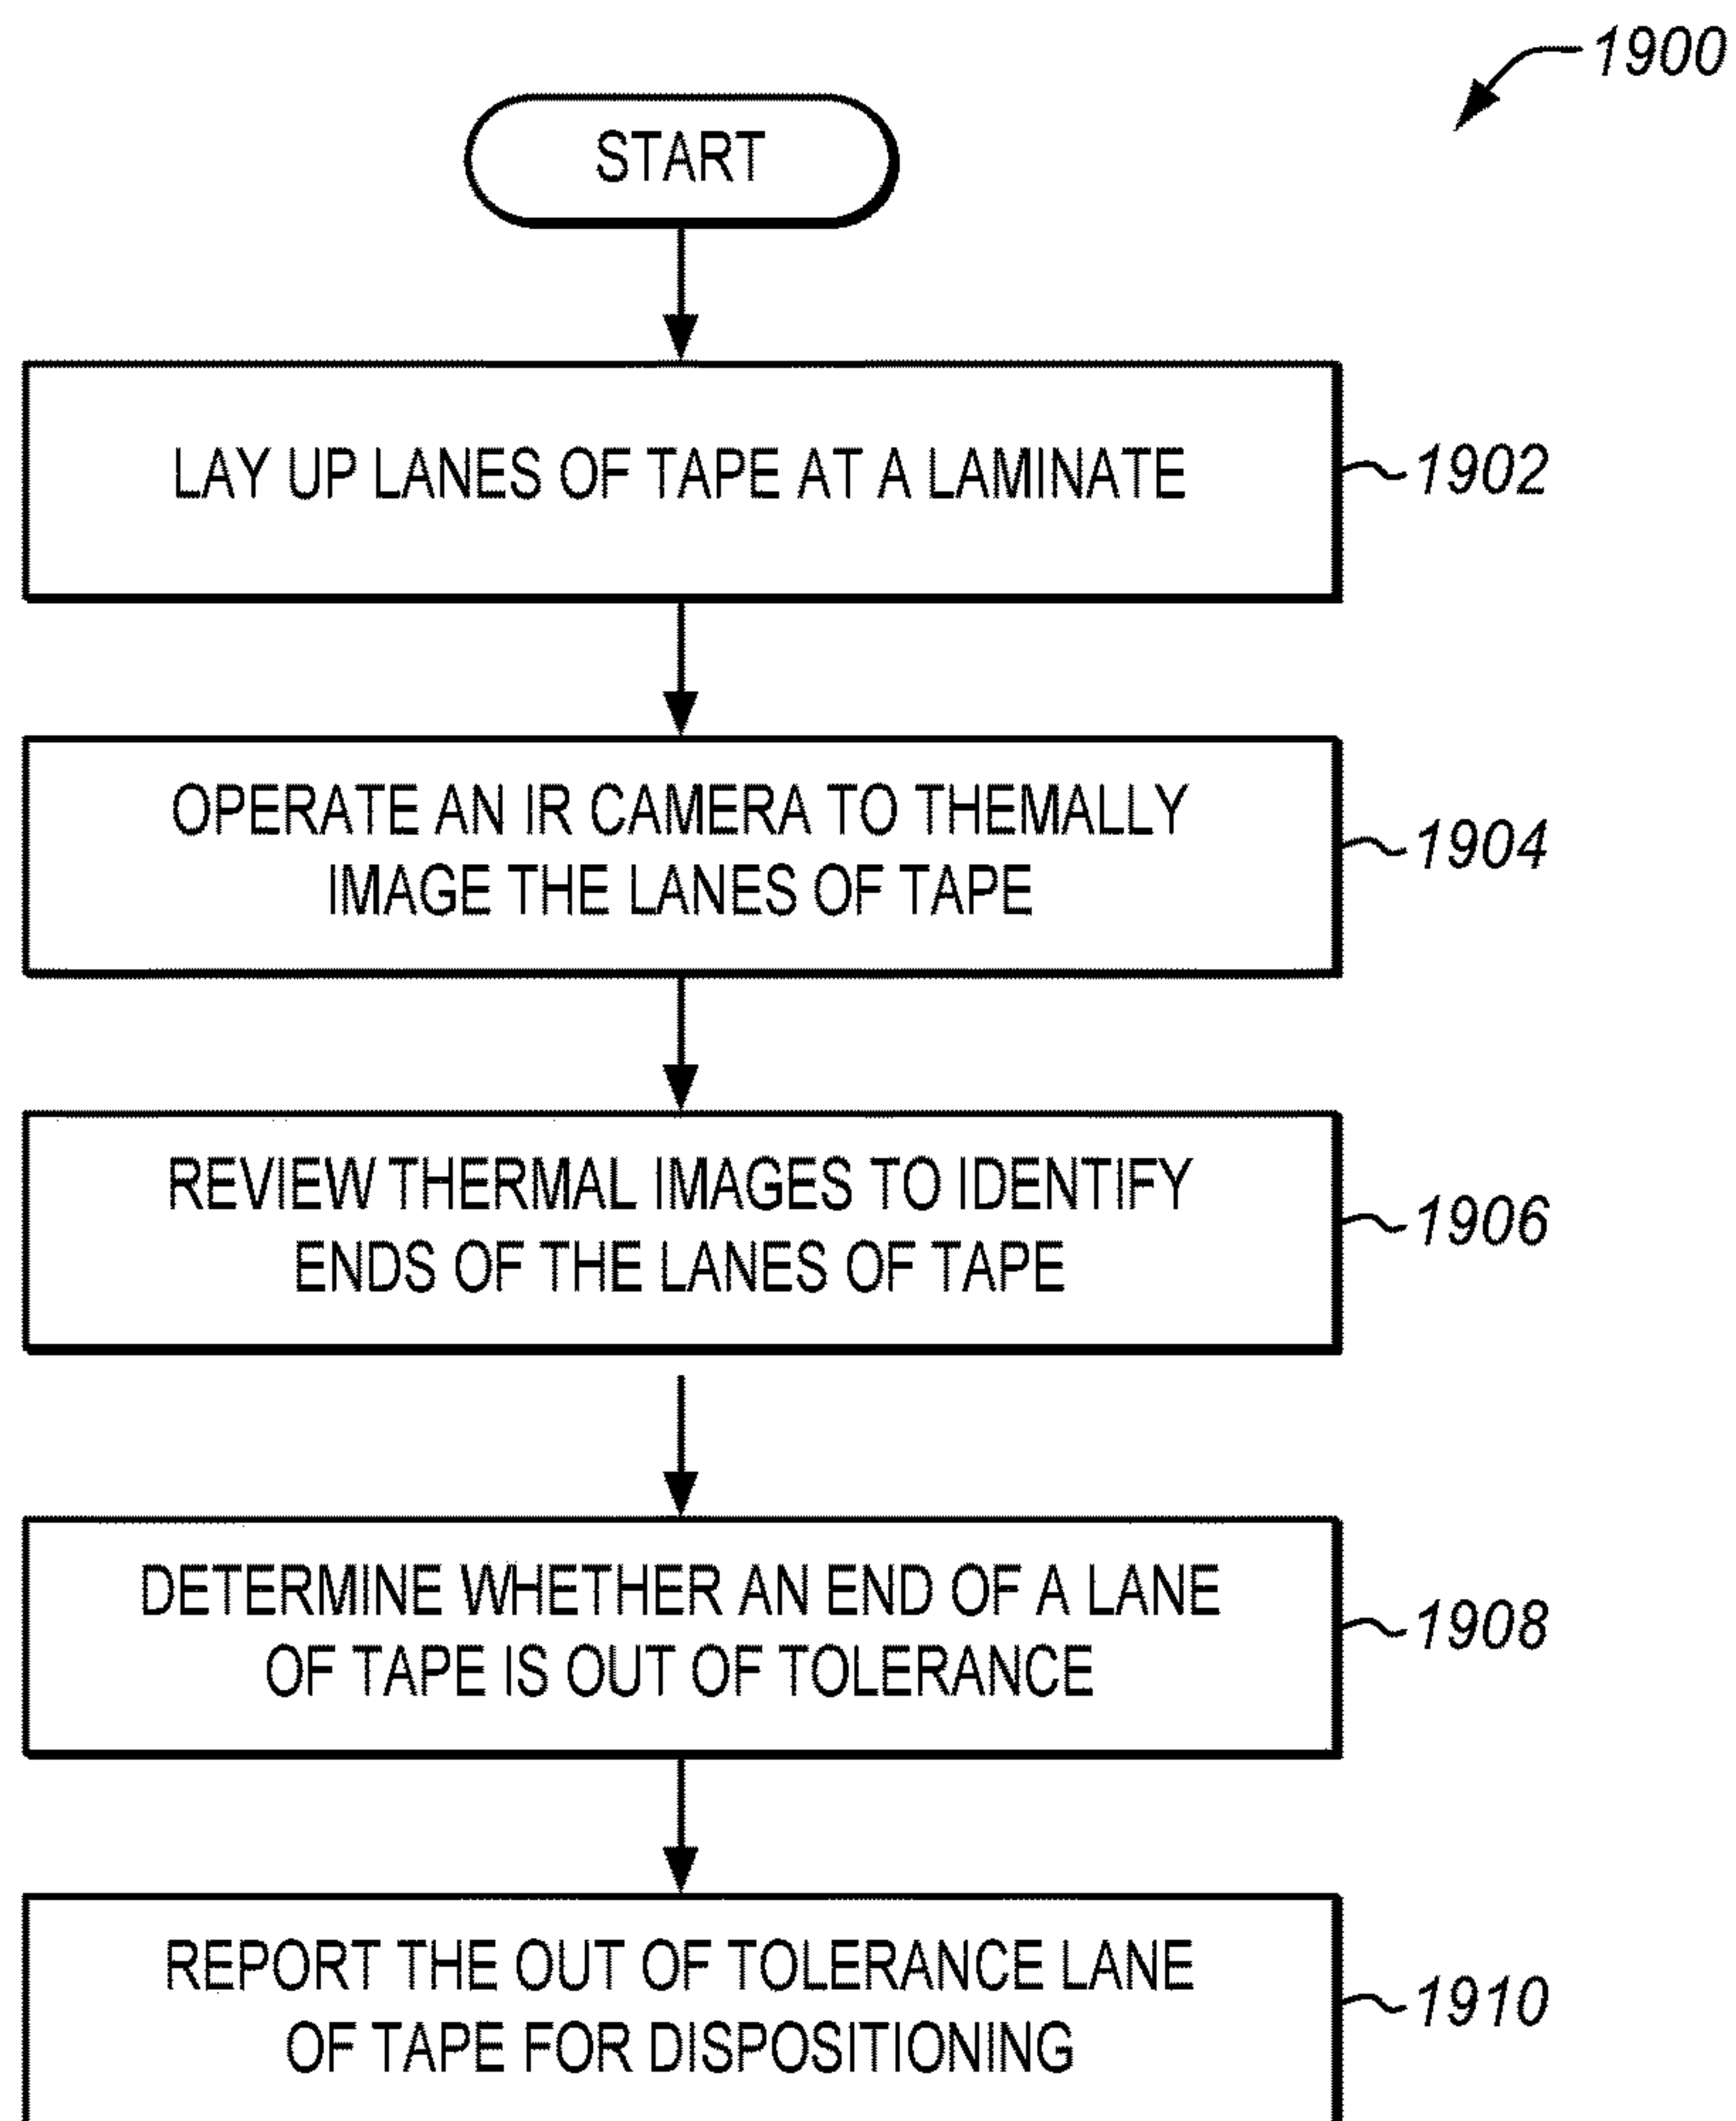 1900
START
LAY UP LANES OF TAPE AT A LAMINATE
1902
OPERATE AN IR CAMERA TO THEMALLY
IMAGE THE LANES OF TAPE
1904
REVIEW THERMAL IMAGES TO IDENTIFY
ENDS OF THE LANES OF TAPE
1906
DETERMINE WHETHER AN END OF A LANE
OF TAPE IS OUT OF TOLERANCE
1908
REPORT THE OUT OF TOLERANCE LANE
OF TAPE FOR DISPOSITIONING
1910